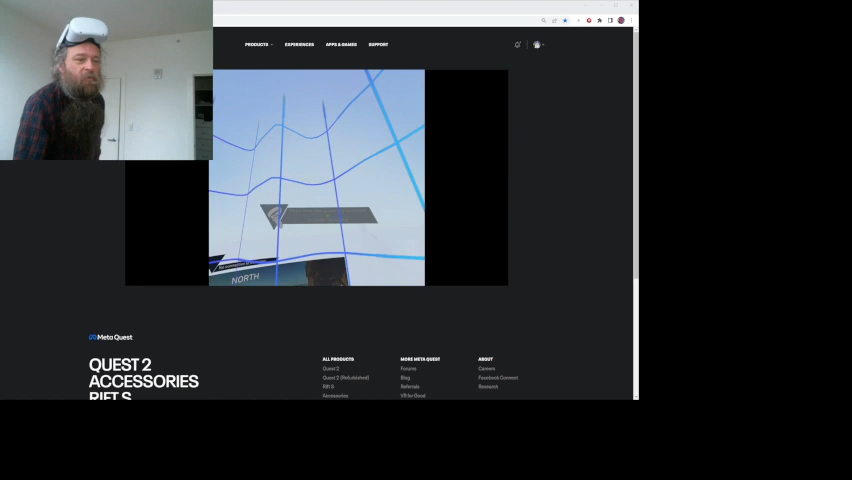 PRODUCTS EXPERIENCES APPS & GAMES SUPPORT
NORTH
Meta Quest
QUEST 2
ACCESSORIES
RIFT S
ALL PRODUCTS
Quest 2
Quest 2 (Refurbished)
Rift S
Accessories
MORE META QUEST
Forums
Blog
Referrals
VR for Good
ABOUT
Careers
Facebook Connect
Research